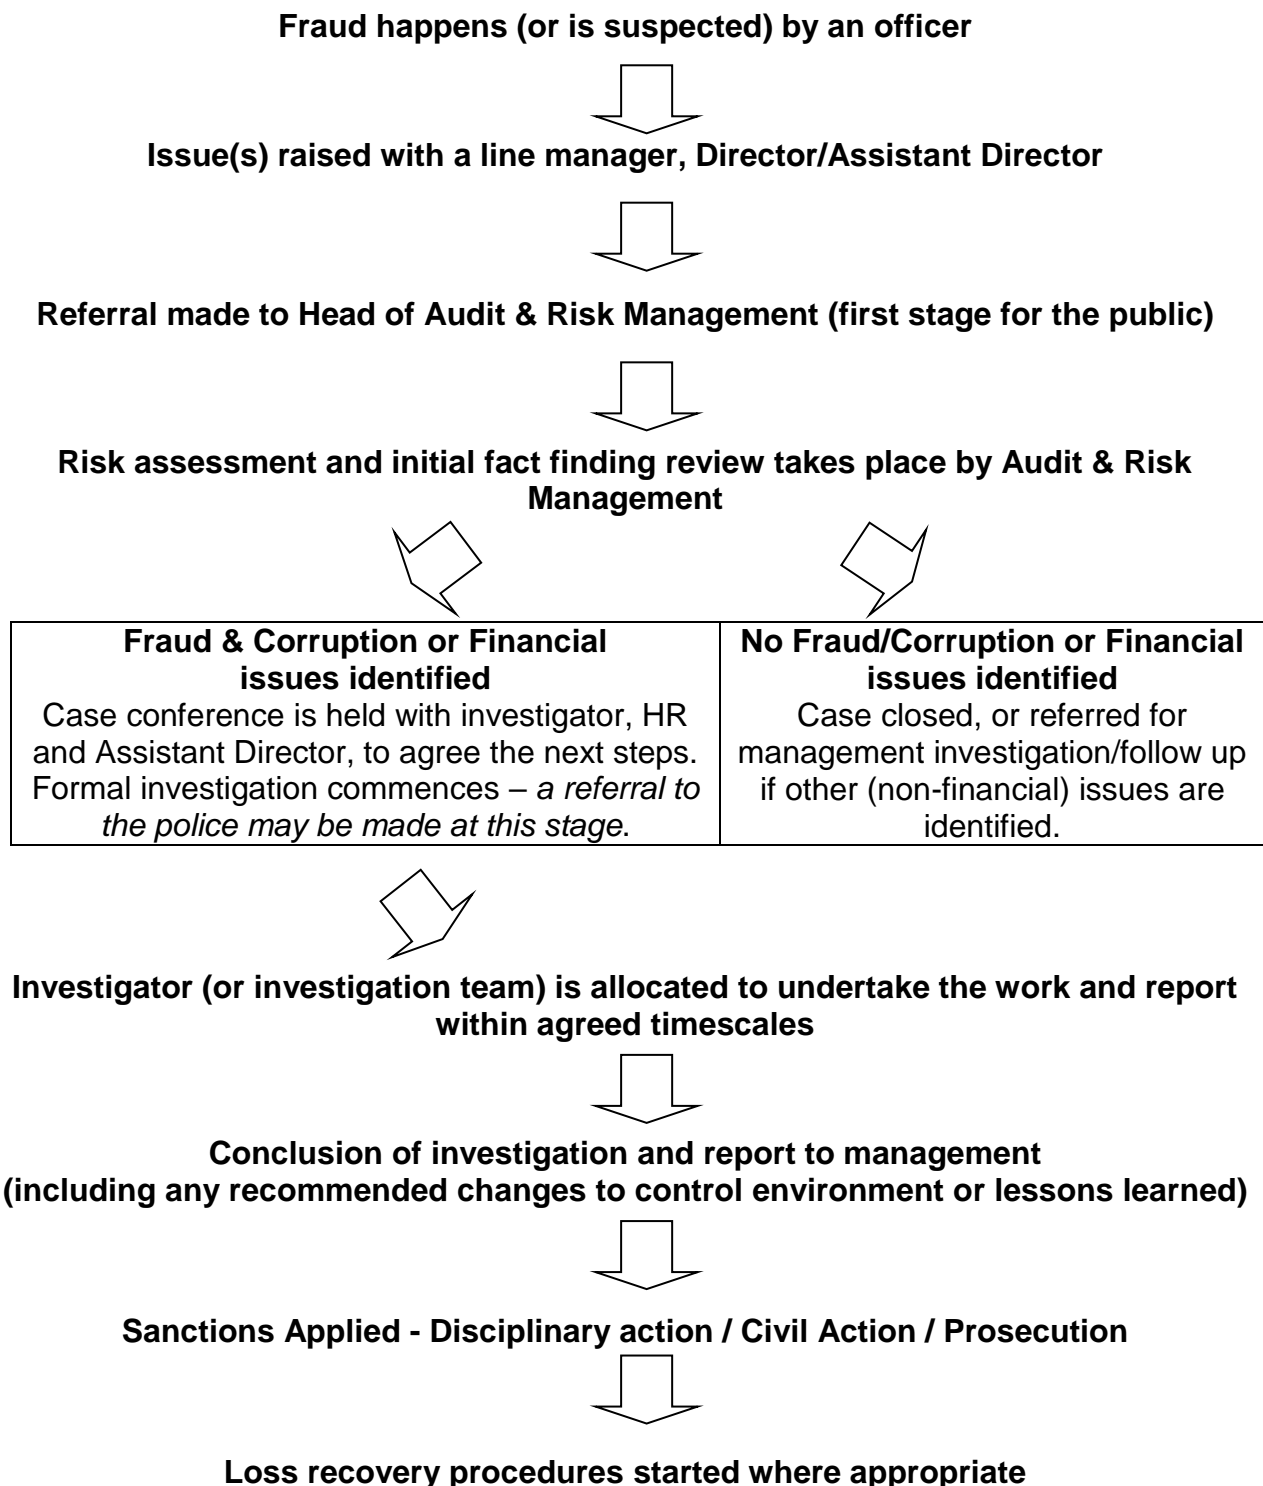 Fraud happens (or is suspected) by an officer
Issue(s) raised with a line manager, Director/Assistant Director
Referral made to Head of Audit & Risk Management (first stage for the public)
Risk assessment and initial fact finding review takes place by Audit & Risk
Management
Fraud & Corruption or Financial
issues identified
Case conference is held with investigator, HR
and Assistant Director, to agree the next steps.
Formal investigation commences – a referral to
the police may be made at this stage.
No Fraud/Corruption or Financial
issues identified
Case closed, or referred for
management investigation/follow up
if other (non-financial) issues are
identified.
Investigator (or investigation team) is allocated to undertake the work and report
within agreed timescales
Conclusion of investigation and report to management
(including any recommended changes to control environment or lessons learned)
Sanctions Applied - Disciplinary action / Civil Action / Prosecution
Loss recovery procedures started where appropriate